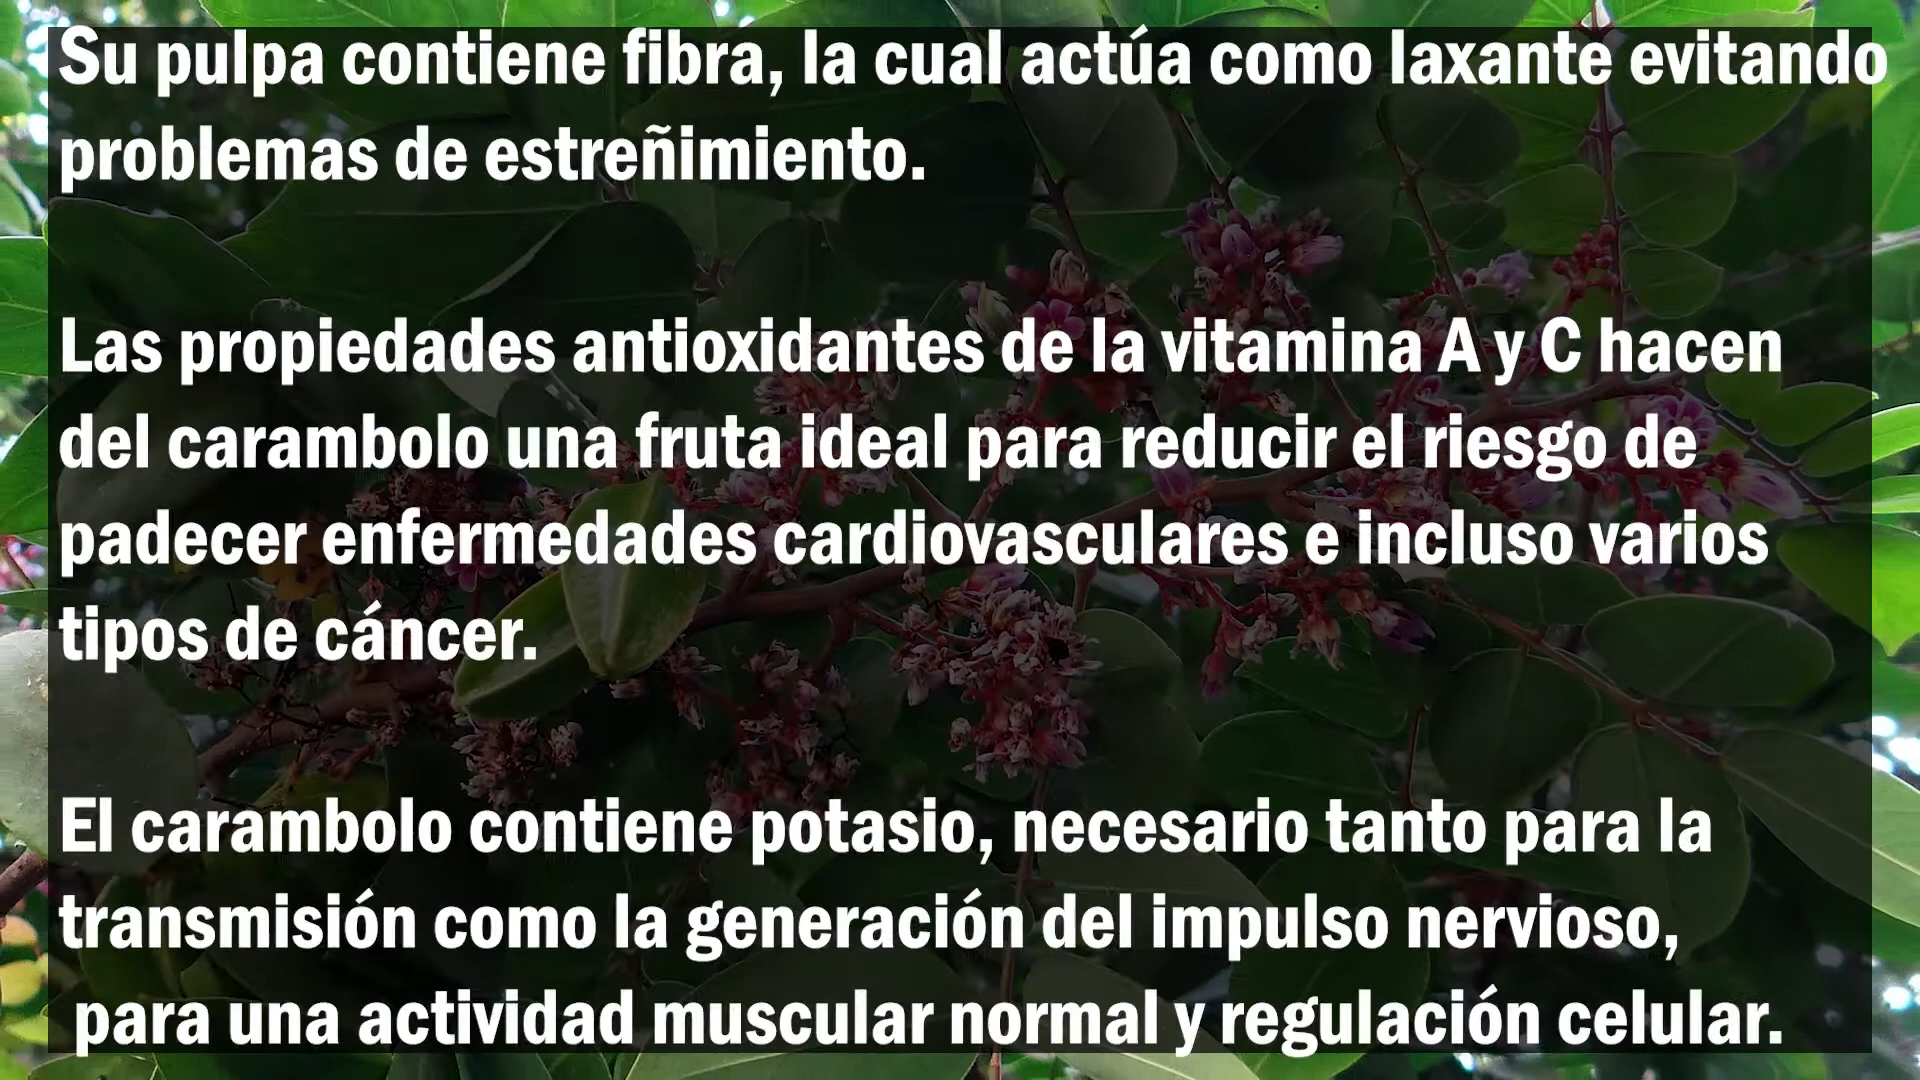 Su pulpa contiene fibra, la cual actúa como laxante evitando
problemas de estreñimiento.
Las propiedades antioxidantes de la vitamina A y C hacen
del carambolo una fruta ideal para reducir el riesgo de
padecer enfermedades cardiovasculares e incluso varios
tipos de cáncer.
El carambolo contiene potasio, necesario tanto para la
transmisión como la generación del impulso nervioso,
para una actividad muscular normal y regulación celular.